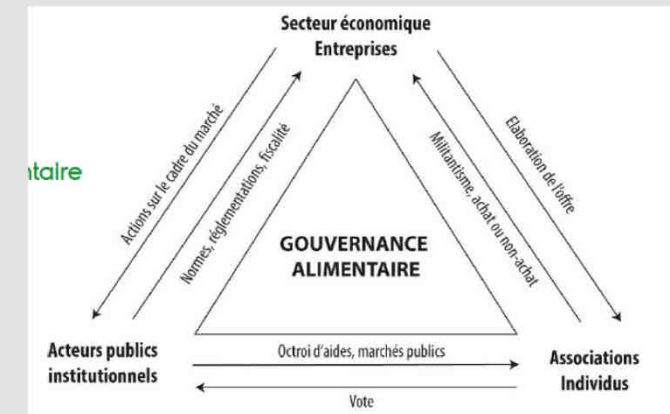 Secteur économique
Entreprises
Actions sur le cadre du marché
Normes, réglementations, fiscalité
Militantisme, achat ou non-achat
Elaboration de l'offre
ntaire
GOUVERNANCE
ALIMENTAIRE
Acteurs publics
institutionnels
Octroi d'aides, marchés publics
Vote
Associations
Individus